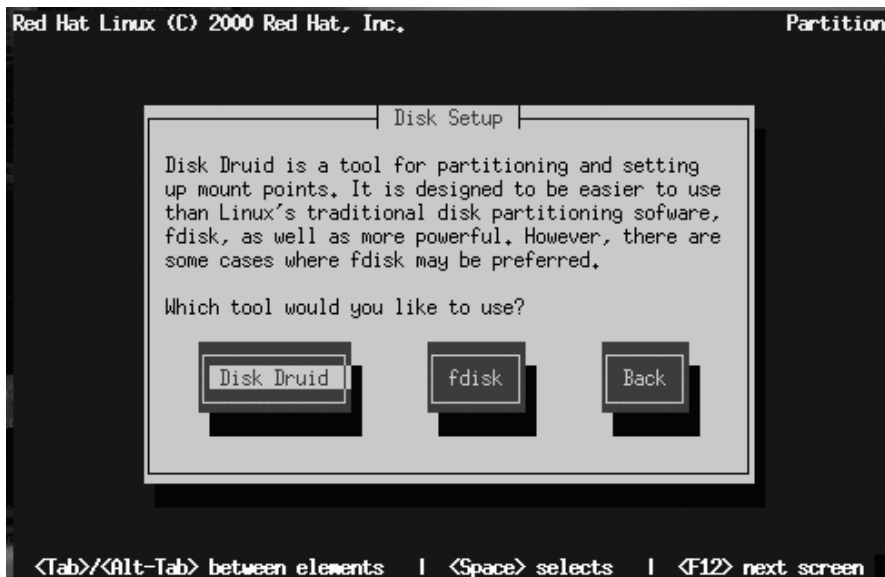 Red Hat Linux (C) 2000 Red Hat, Inc. Partition
Disk Setup
Disk Druid is a tool for partitioning and setting
up mount points. It is designed to be easier to use
than Linux's traditional disk partitioning sofware,
fdisk, as well as more powerful. However, there are
some cases where fdisk may be preferred.
Which tool would you like to use?
Disk Druid fdisk Back
<Tab>/<Alt-Tab> between elements | <Space> selects | <F12> next screen